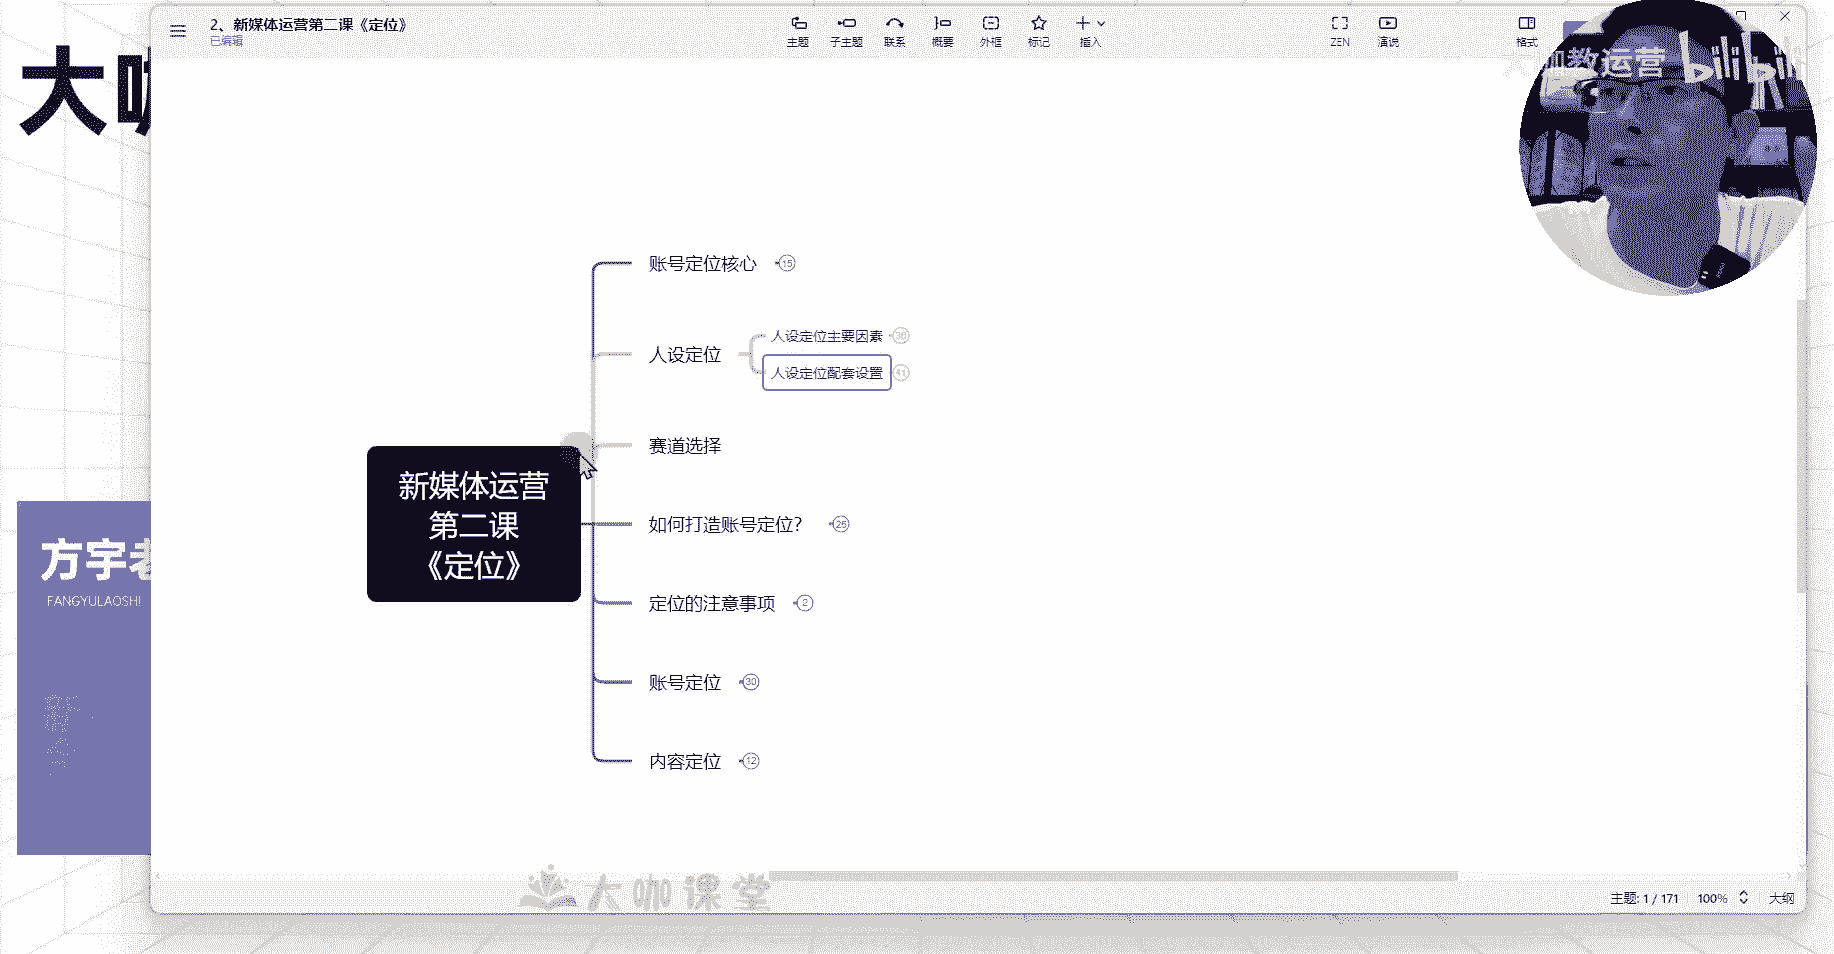 2、新媒体运营第二课《定位》
已编辑
主题
子主题
联系
概要
外框
标记
插入
ZEN
演说
格式
咖教运营 bilibili
大咖
账号定位核心 15
人设定位
人设定位主要因素 36
人设定位配套设置 41
赛道选择
新媒体运营
第二课
《定位》
如何打造账号定位? 25
定位的注意事项 2
账号定位 30
内容定位 12
方宇老
FANGYULAOSHI
大咖课堂
主题: 1 / 171
100%
大纲